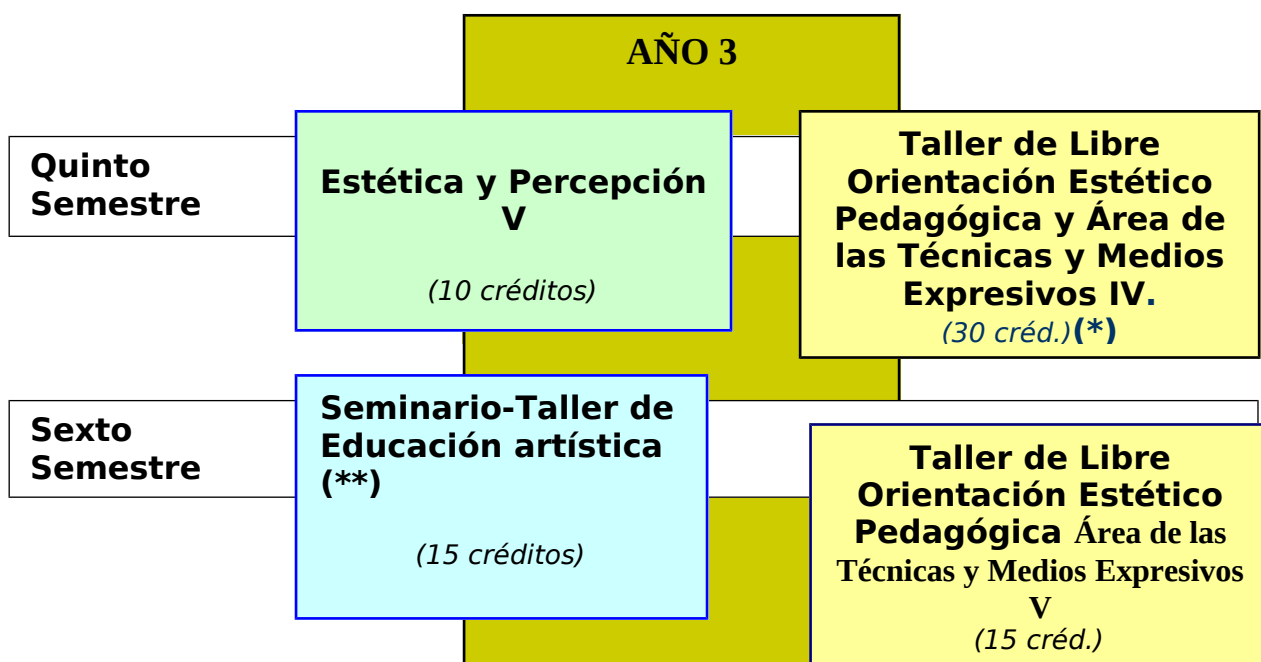 AÑO 3
Quinto
Semestre
Estética y Percepción
V
(10 créditos)
Taller de Libre
Orientación Estético
Pedagógica y Área de
las Técnicas y Medios
Expresivos IV.
(30 créd.)(*)
Sexto
Semestre
Seminario-Taller de
Educación artística
(**)
(15 créditos)
Taller de Libre
Orientación Estético
Pedagógica Área de las
Técnicas y Medios Expresivos
V
(15 créd.)